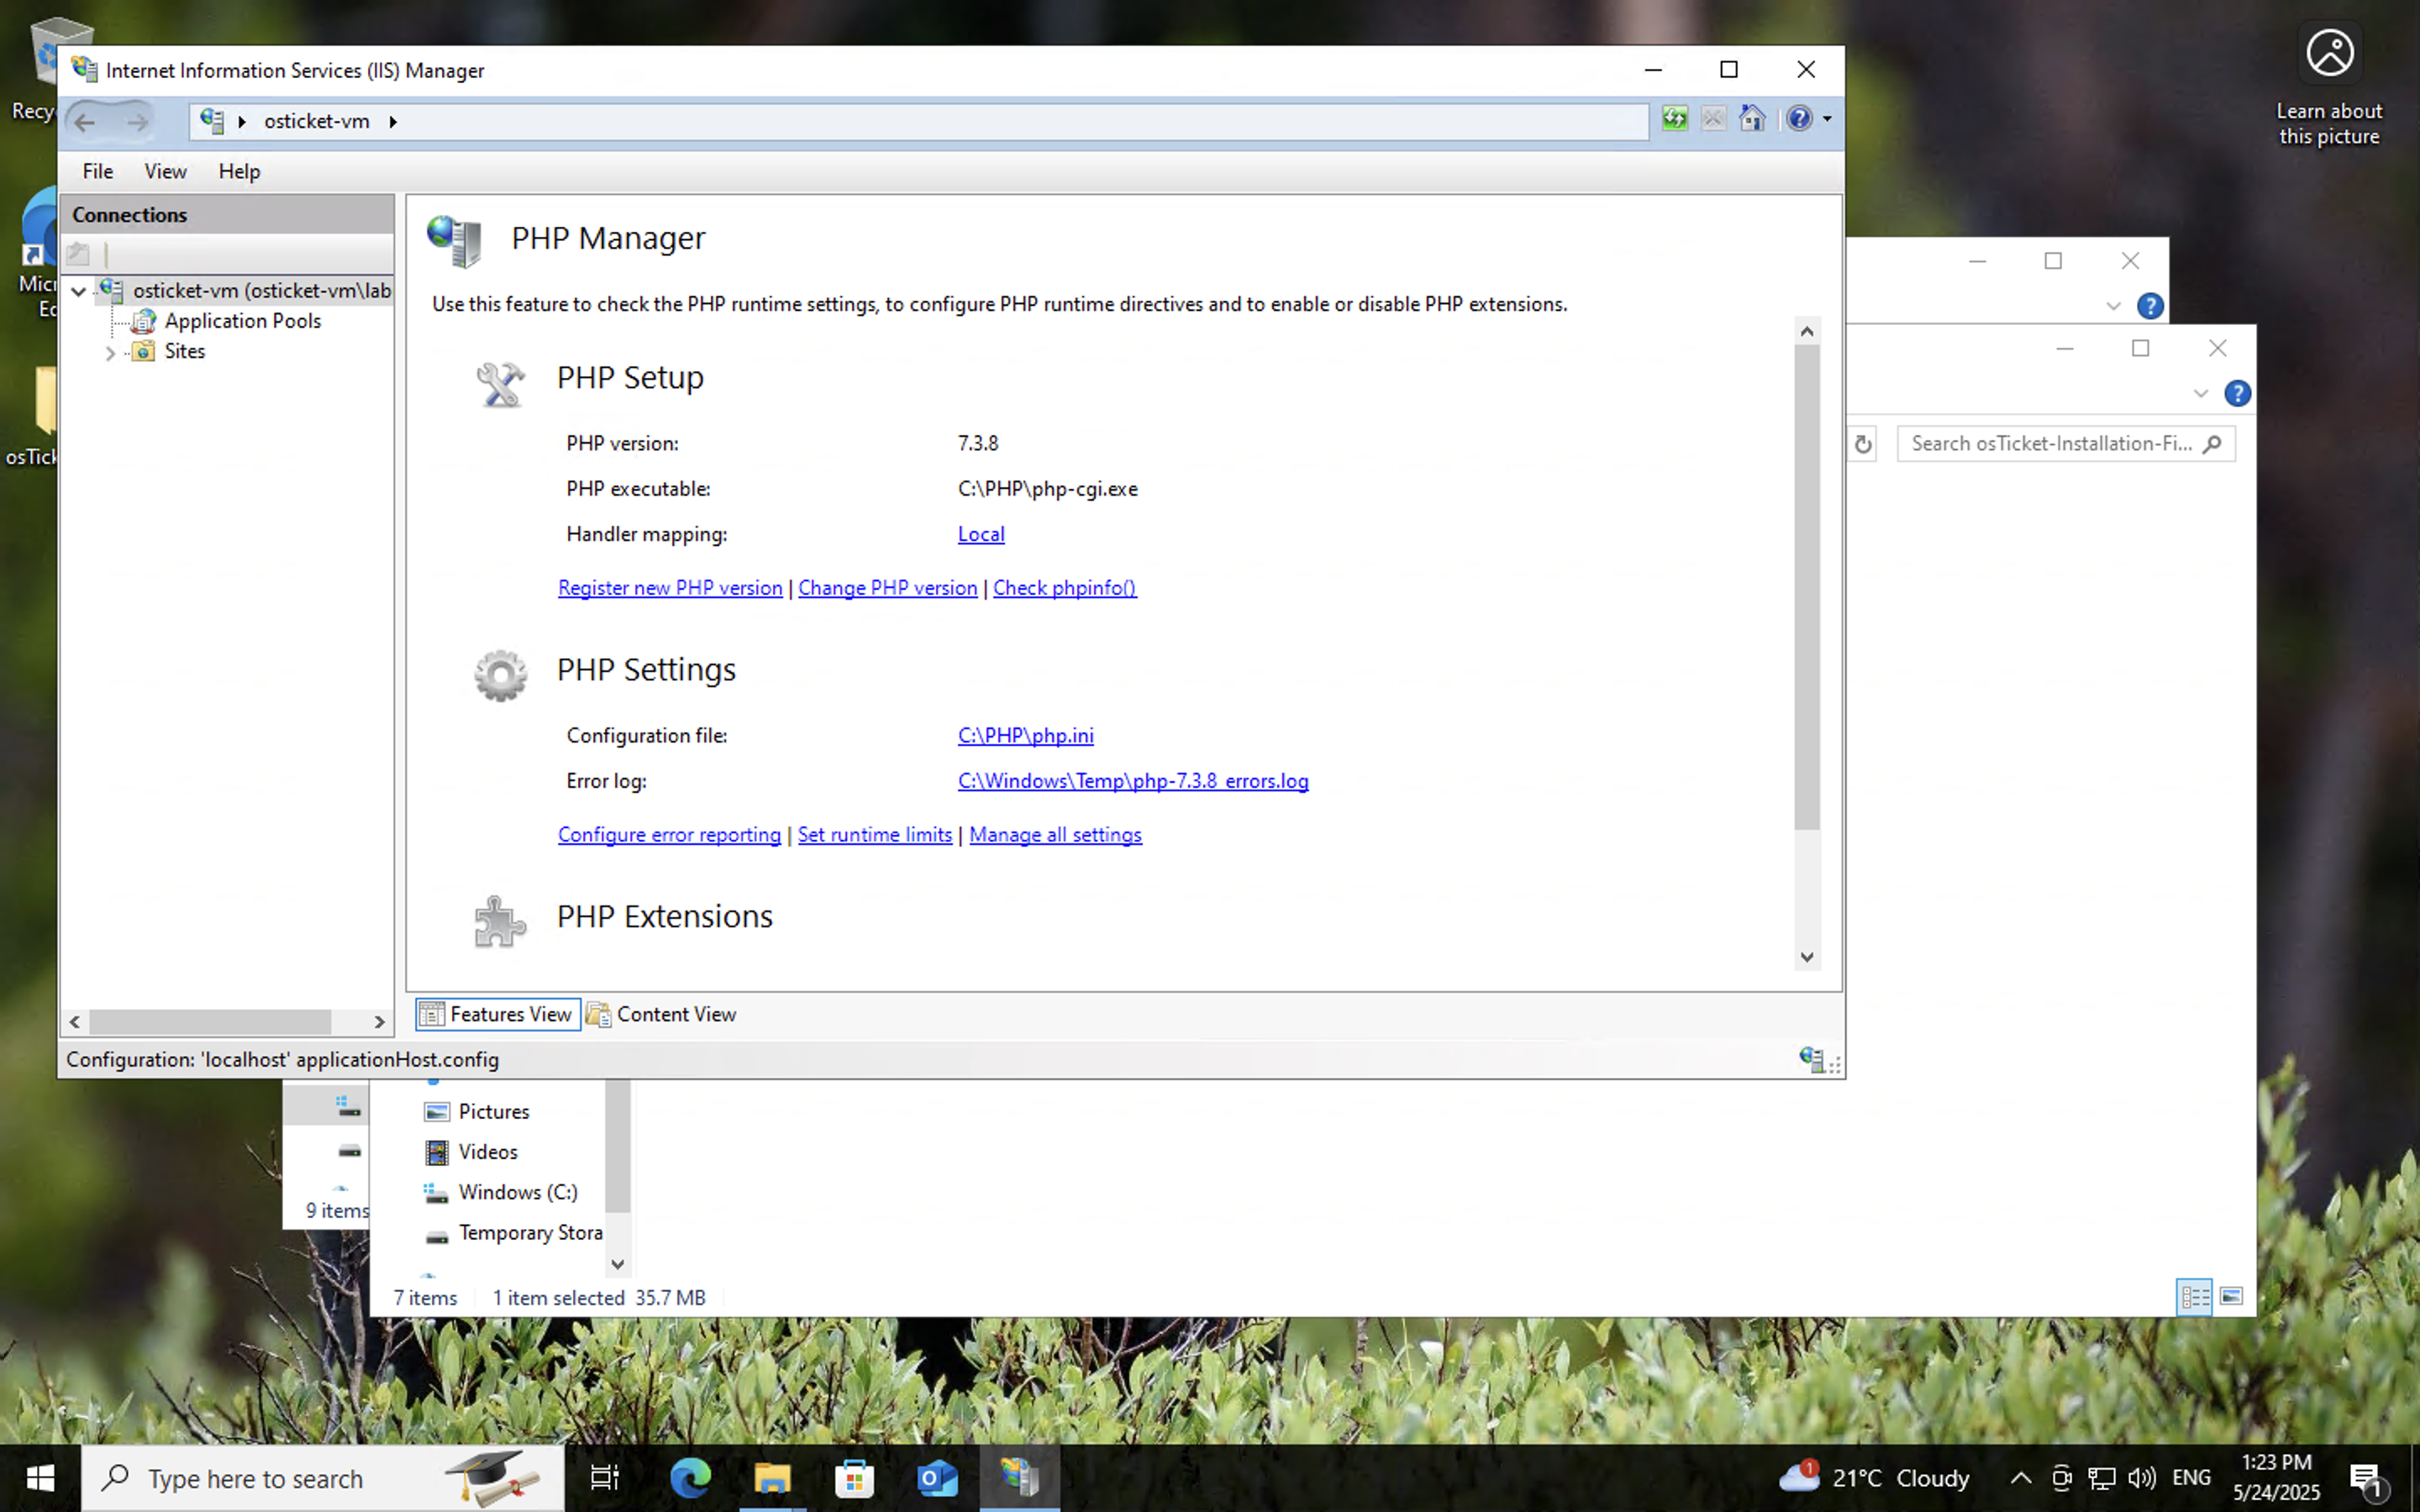 Recyc
Internet Information Services (IIS) Manager
osticket-vm
File View Help
Connections
osticket-vm (osticket-vm\lab
Application Pools
Sites
PHP Manager
Use this feature to check the PHP runtime settings, to configure PHP runtime directives and to enable or disable PHP extensions.
PHP Setup
PHP version: 7.3.8
PHP executable: C:\PHP\php-cgi.exe
Handler mapping: Local
Register new PHP version | Change PHP version | Check phpinfo()
PHP Settings
Configuration file: C:\PHP\php.ini
Error log: C:\Windows\Temp\php-7.3.8_errors.log
Configure error reporting | Set runtime limits | Manage all settings
PHP Extensions
Features View Content View
Configuration: 'localhost' applicationHost.config
Micr
Ed
osTick
Learn about
this picture
Search osTicket-Installation-Fi...
9 items
Pictures
Videos
Windows (C:)
Temporary Stora
7 items 1 item selected 35.7 MB
Type here to search
1
21°C Cloudy
ENG
1:23 PM
5/24/2025
1